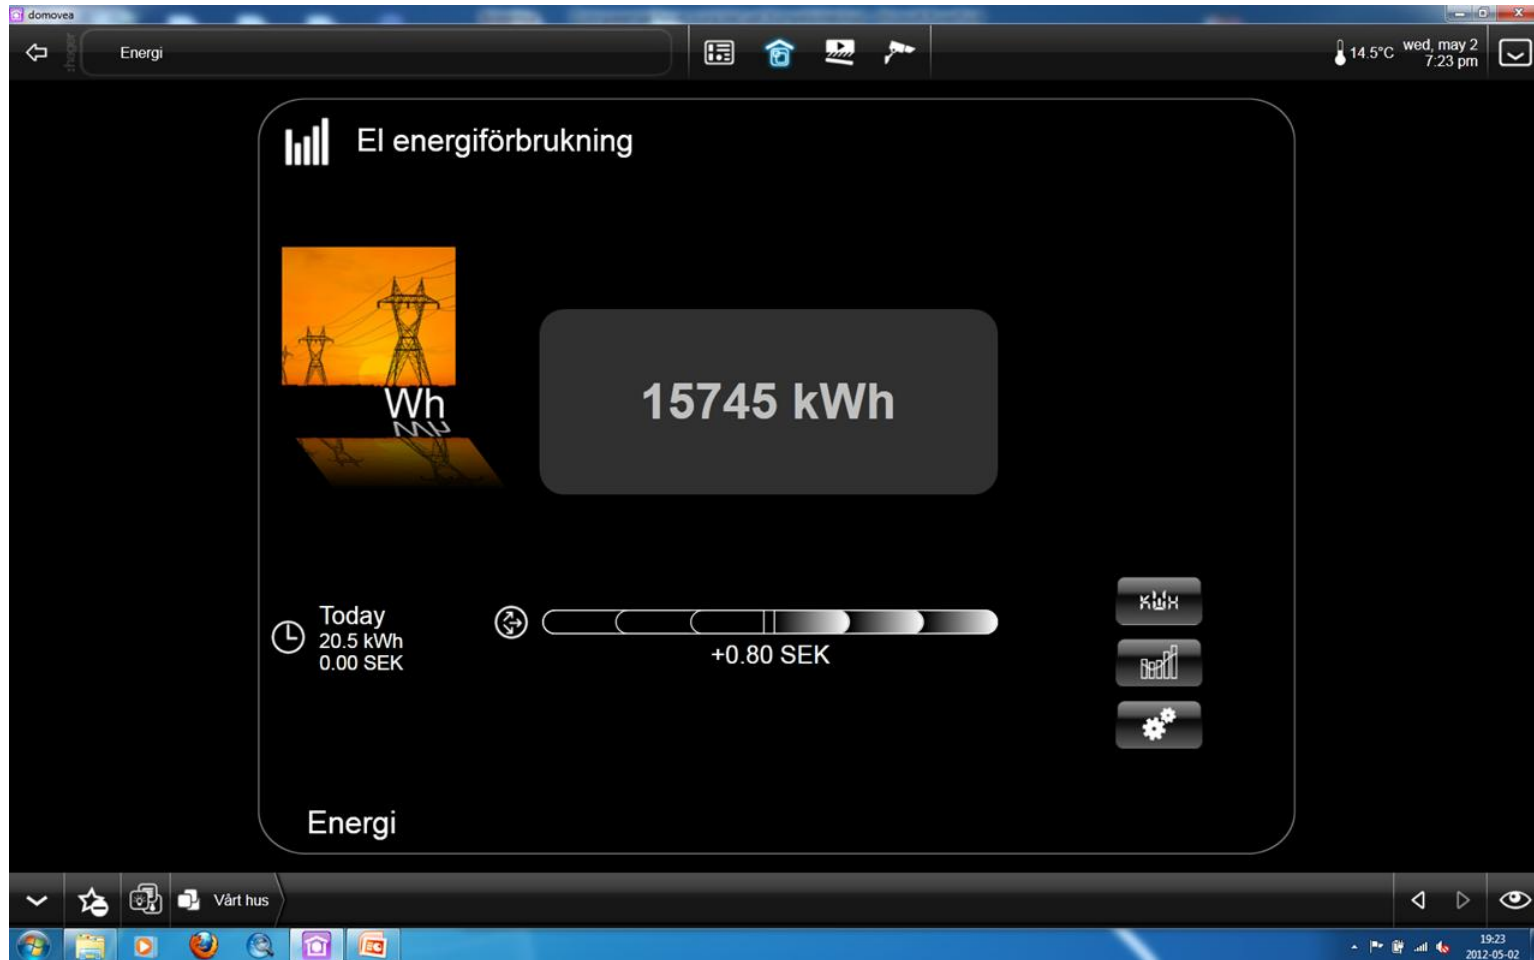 domovea
:hager
Energi
14.5°C
wed, may 2
7:23 pm
El energiförbrukning
Wh
15745 kWh
Today
20.5 kWh
0.00 SEK
+0.80 SEK
KWH
Energi
Vårt hus
19:23
2012-05-02